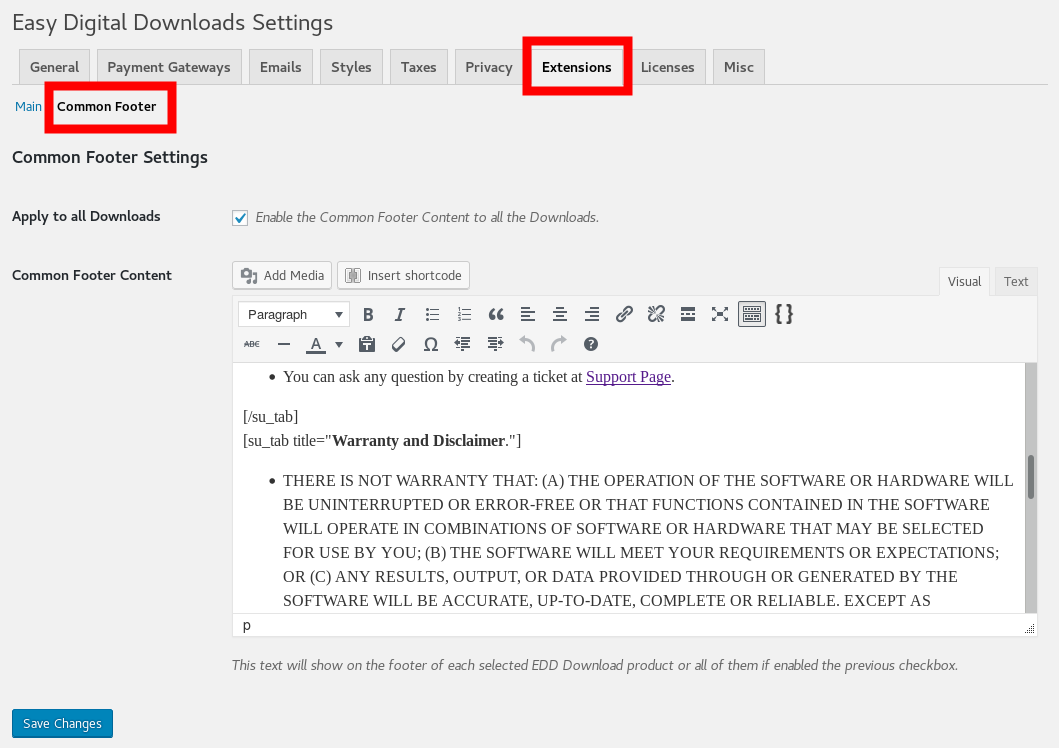 Easy Digital Downloads Settings
General Payment Gateways Emails Styles Taxes Privacy Extensions Licenses Misc
Main Common Footer
Common Footer Settings
Apply to all Downloads Enable the Common Footer Content to all the Downloads.
Common Footer Content Add Media Insert shortcode Visual Text
Paragraph B I “ { }
ABC A Ω ?
• You can ask any question by creating a ticket at Support Page.
[/su_tab]
[su_tab title="Warranty and Disclaimer."]
• THERE IS NOT WARRANTY THAT: (A) THE OPERATION OF THE SOFTWARE OR HARDWARE WILL
BE UNINTERRUPTED OR ERROR-FREE OR THAT FUNCTIONS CONTAINED IN THE SOFTWARE
WILL OPERATE IN COMBINATIONS OF SOFTWARE OR HARDWARE THAT MAY BE SELECTED
FOR USE BY YOU; (B) THE SOFTWARE WILL MEET YOUR REQUIREMENTS OR EXPECTATIONS;
OR (C) ANY RESULTS, OUTPUT, OR DATA PROVIDED THROUGH OR GENERATED BY THE
SOFTWARE WILL BE ACCURATE, UP-TO-DATE, COMPLETE OR RELIABLE. EXCEPT AS
p
This text will show on the footer of each selected EDD Download product or all of them if enabled the previous checkbox.
Save Changes